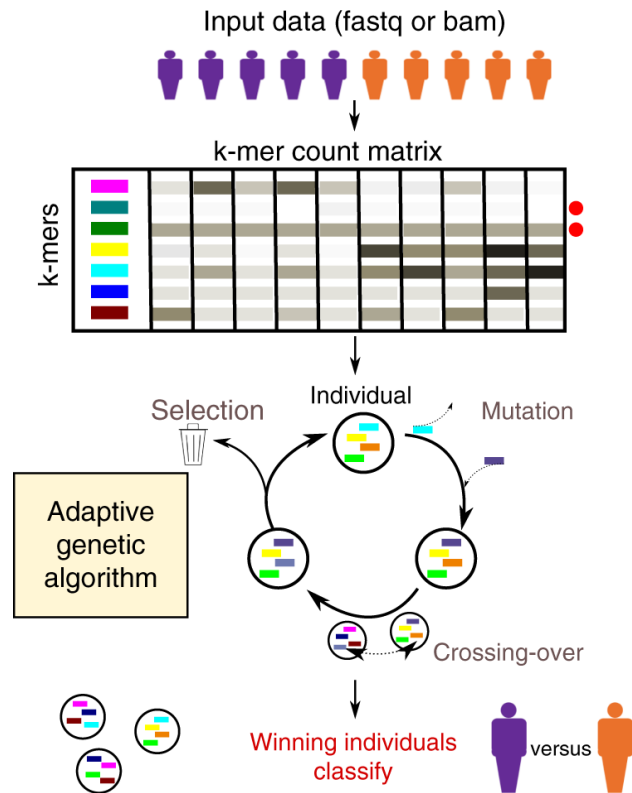 Input data (fastq or bam)
k-mer count matrix
k-mers
Individual
Selection
Mutation
Adaptive
genetic
algorithm
Crossing-over
Winning individuals
classify
versus